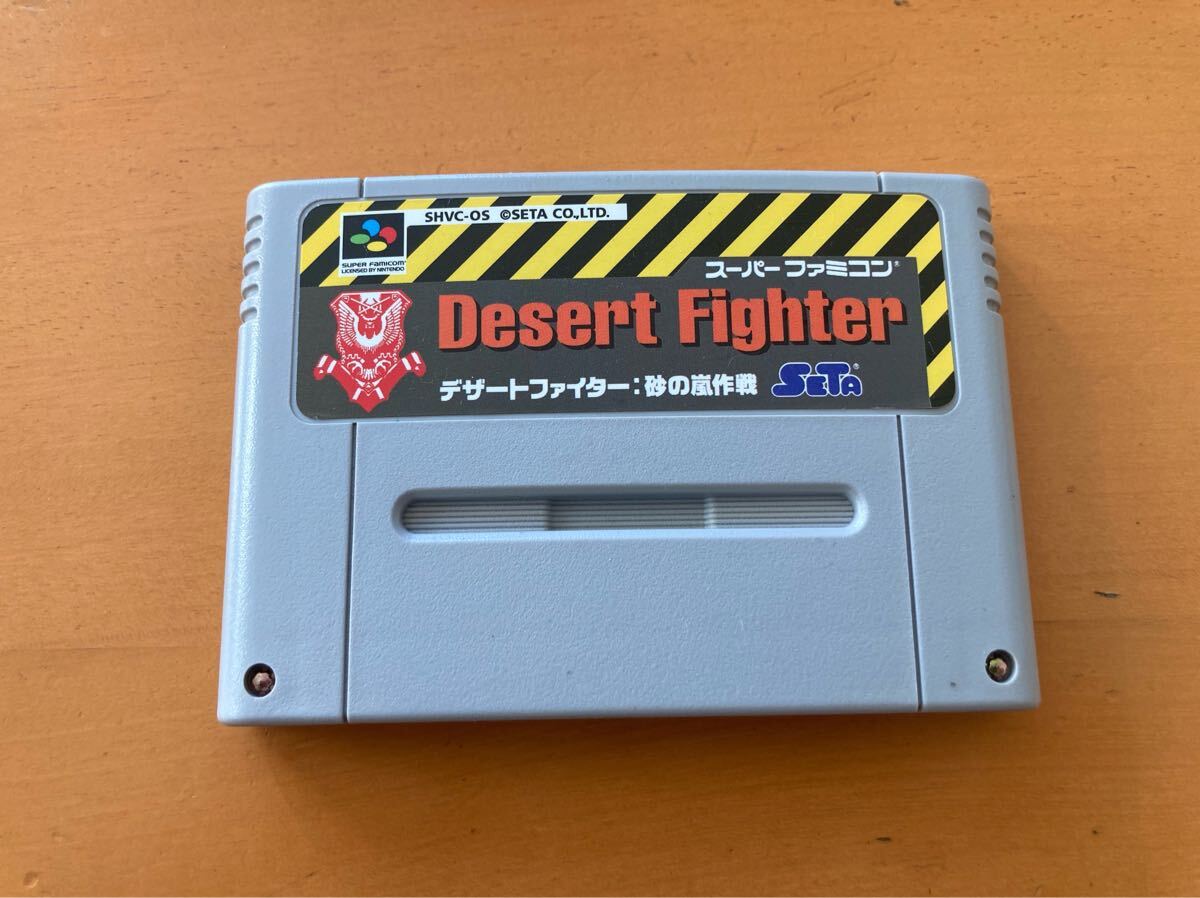 SHVC-OS ©SETA CO.,LTD.
SUPER FAMICOM
LICENSED BY NINTENDO
スーパーファミコン®
Desert Fighter
デザートファイター:砂の嵐作戦
SETA®